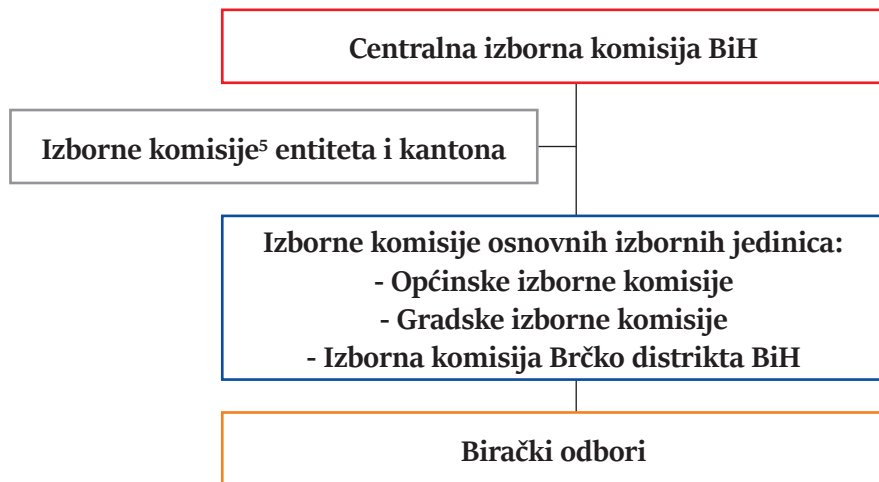 Centralna izborna komisija BiH
Izborne komisije⁵ entiteta i kantona
Izborne komisije osnovnih izbornih jedinica:
- Općinske izborne komisije
- Gradske izborne komisije
- Izborna komisija Brčko distrikta BiH
Birački odbori